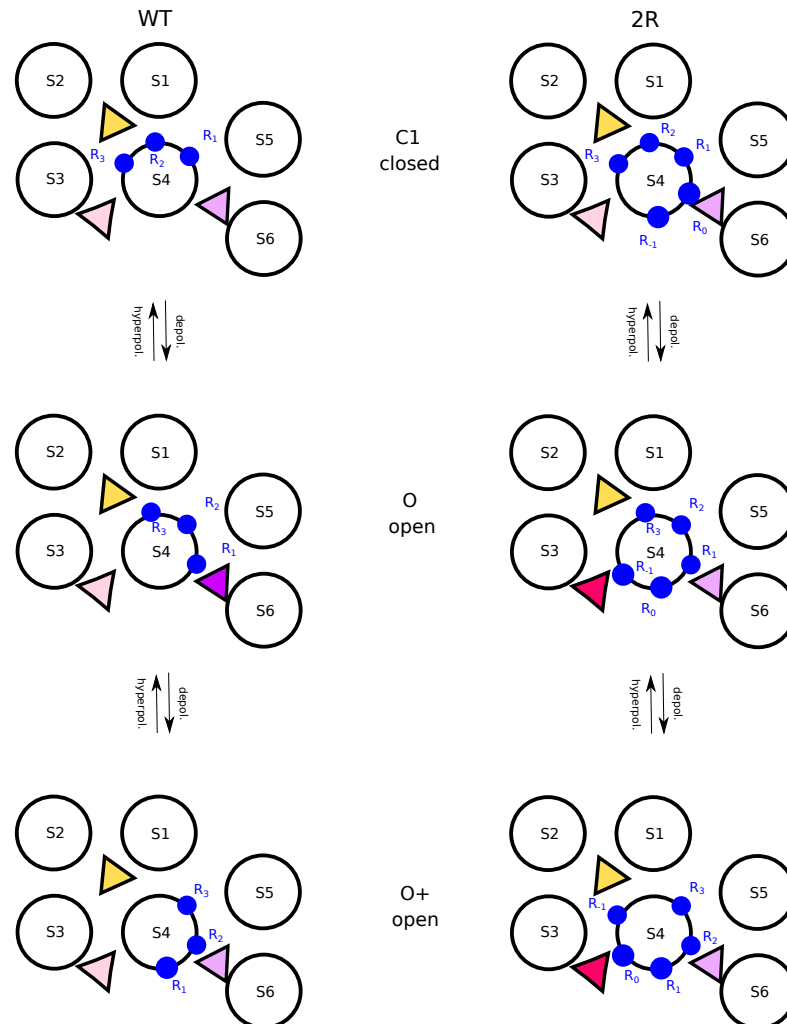 WT
2R
S2
S1
S5
S3
S4
S6
R3
R2
R1
C1
closed
S2
S1
S5
S3
S4
S6
R3
R2
R1
R0
R-1
hyperpol.
depol.
hyperpol.
depol.
S2
S1
S5
S3
S4
S6
R3
R2
R1
O
open
S2
S1
S5
S3
S4
S6
R3
R2
R1
R-1
R0
hyperpol.
depol.
hyperpol.
depol.
S2
S1
S5
S3
S4
S6
R3
R2
R1
O+
open
S2
S1
S5
S3
S4
S6
R-1
R3
R2
R0
R1